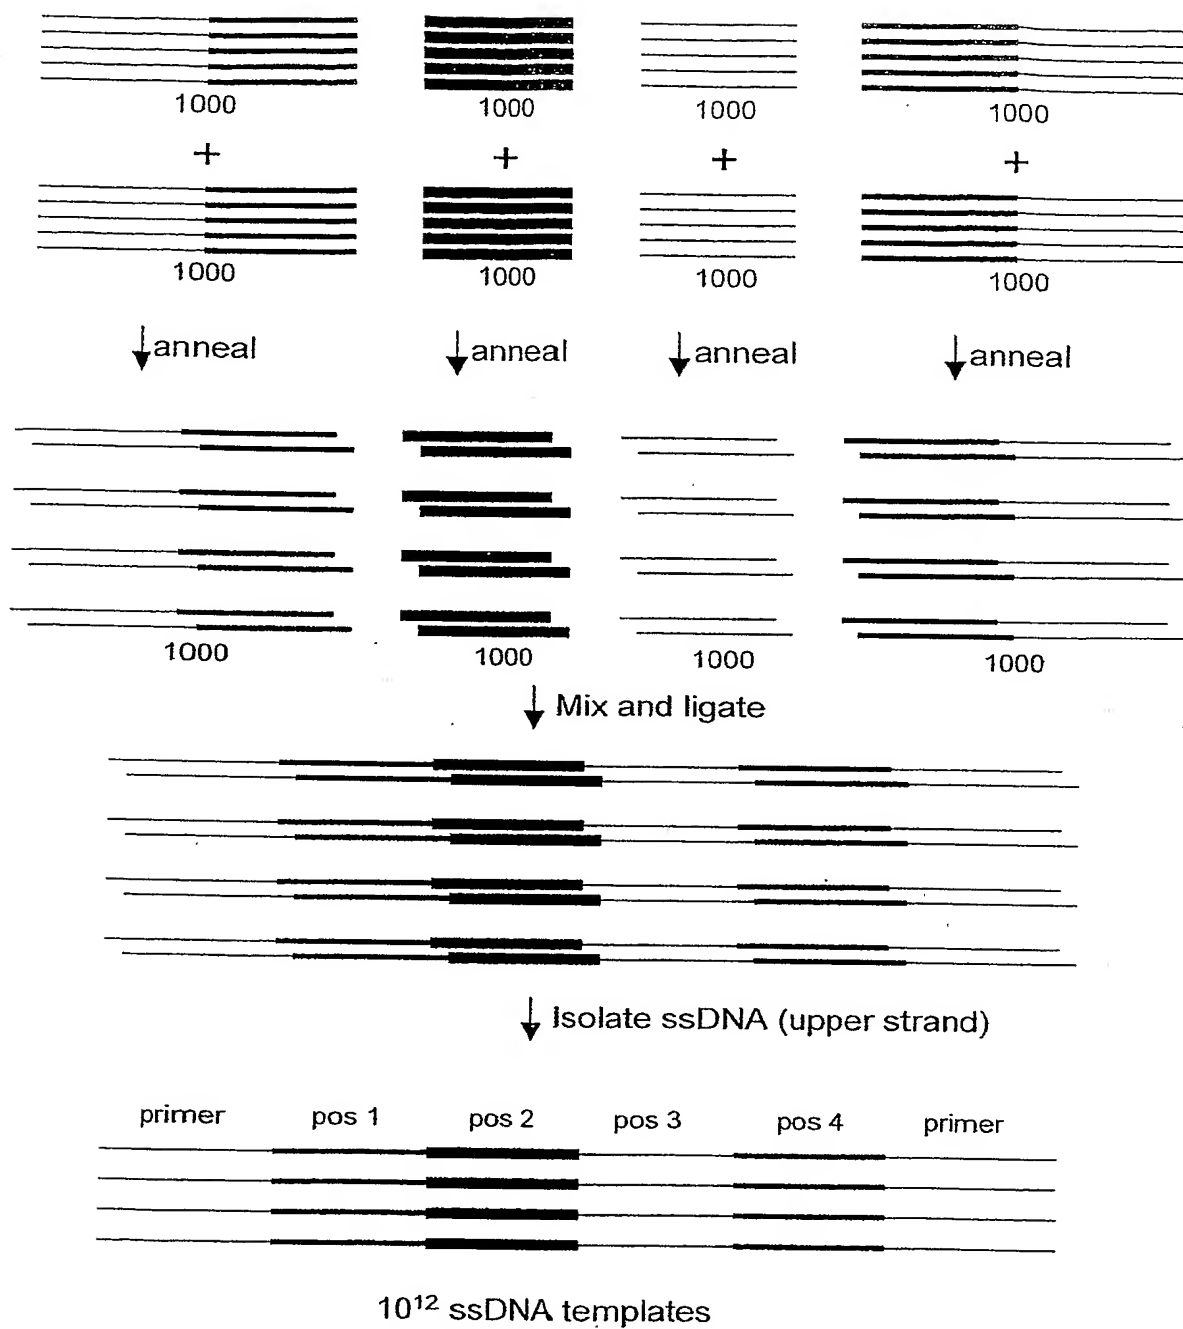 1000 1000 1000 1000
+ + + +
1000 1000 1000 1000
anneal anneal anneal anneal
1000 1000 1000 1000
Mix and ligate
Isolate ssDNA (upper strand)
primer pos 1 pos 2 pos 3 pos 4 primer
10¹² ssDNA templates